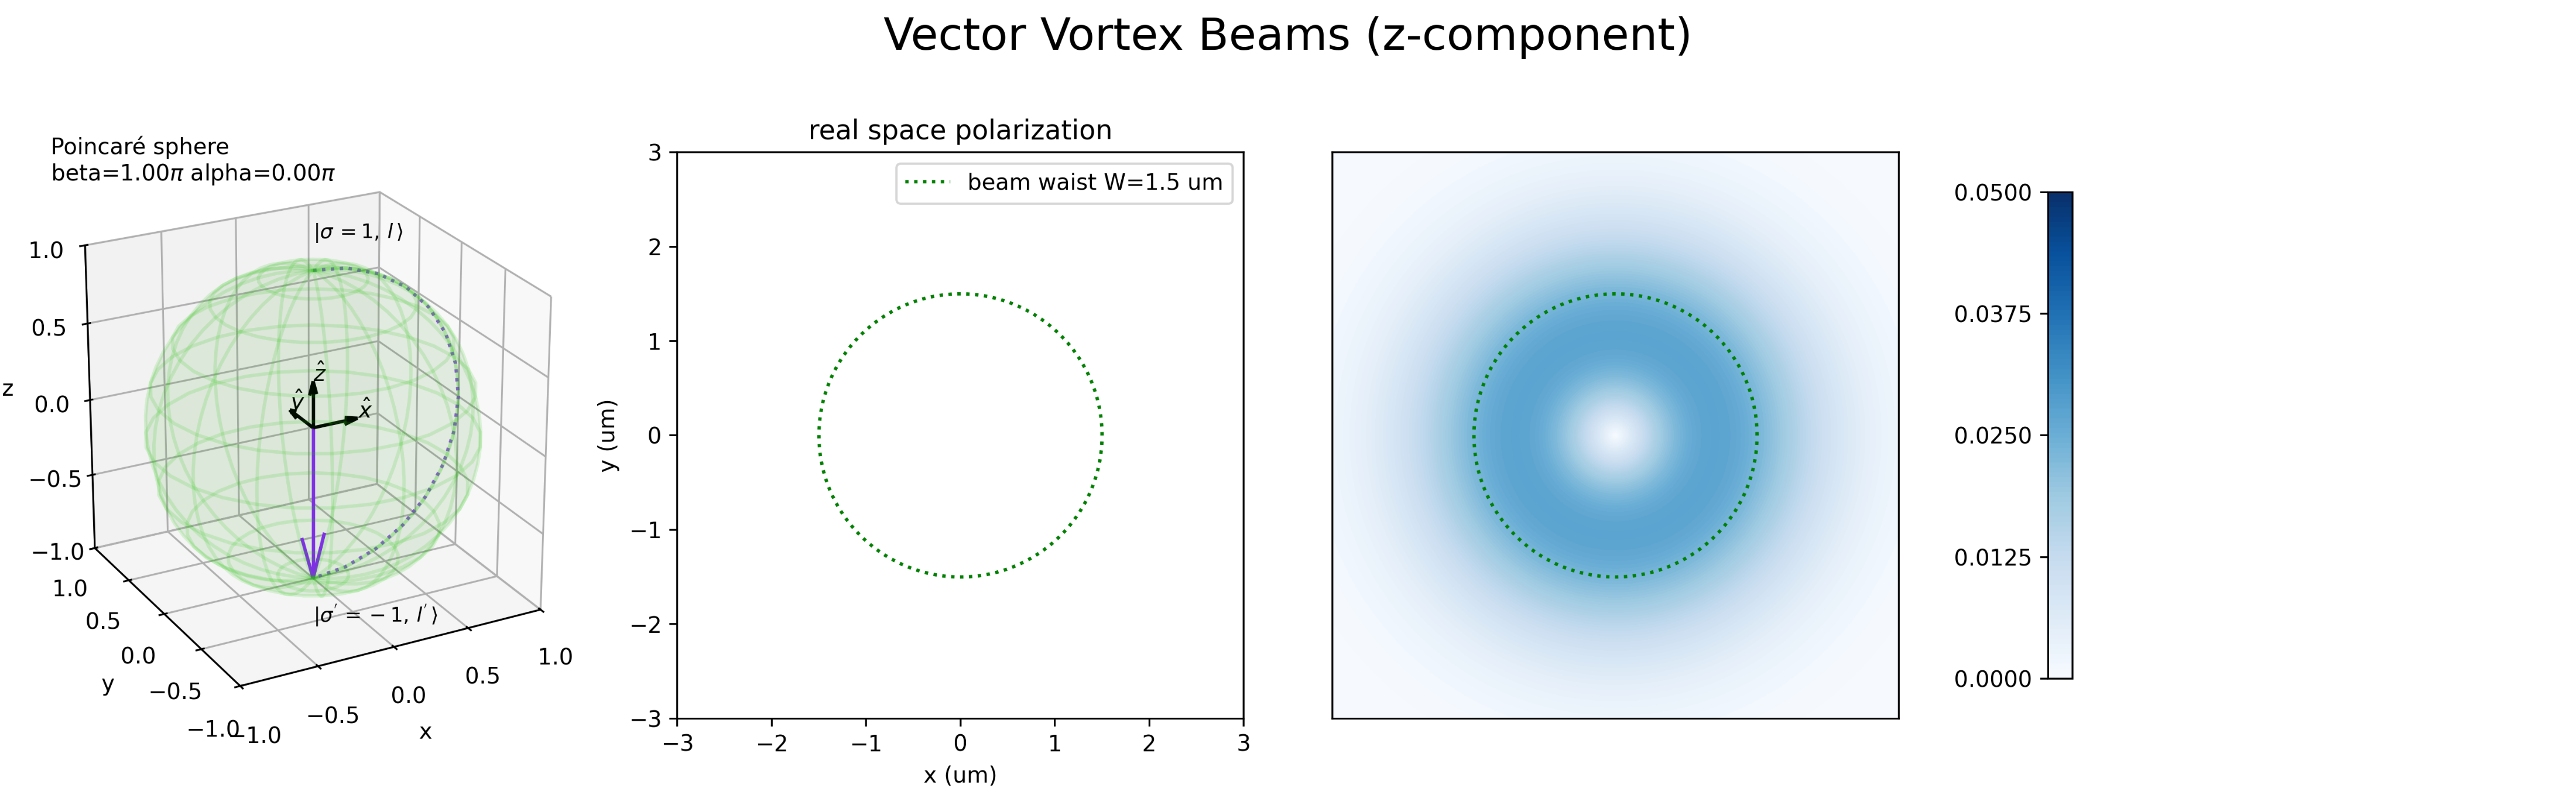 Vector Vortex Beams (z-component)
Poincaré sphere
beta=1.00π alpha=0.00π
|σ = 1, l⟩
1.0
0.5
0.0
−0.5
−1.0
z
ẑ
ŷ
x̂
|σ′ = − 1, l′⟩
1.0
0.5
0.0
−0.5
−1.0
y
−1.0
−0.5
0.0
0.5
1.0
x
real space polarization
beam waist W=1.5 um
3
2
1
0
−1
−2
−3
y (um)
−3
−2
−1
0
1
2
3
x (um)
0.0500
0.0375
0.0250
0.0125
0.0000